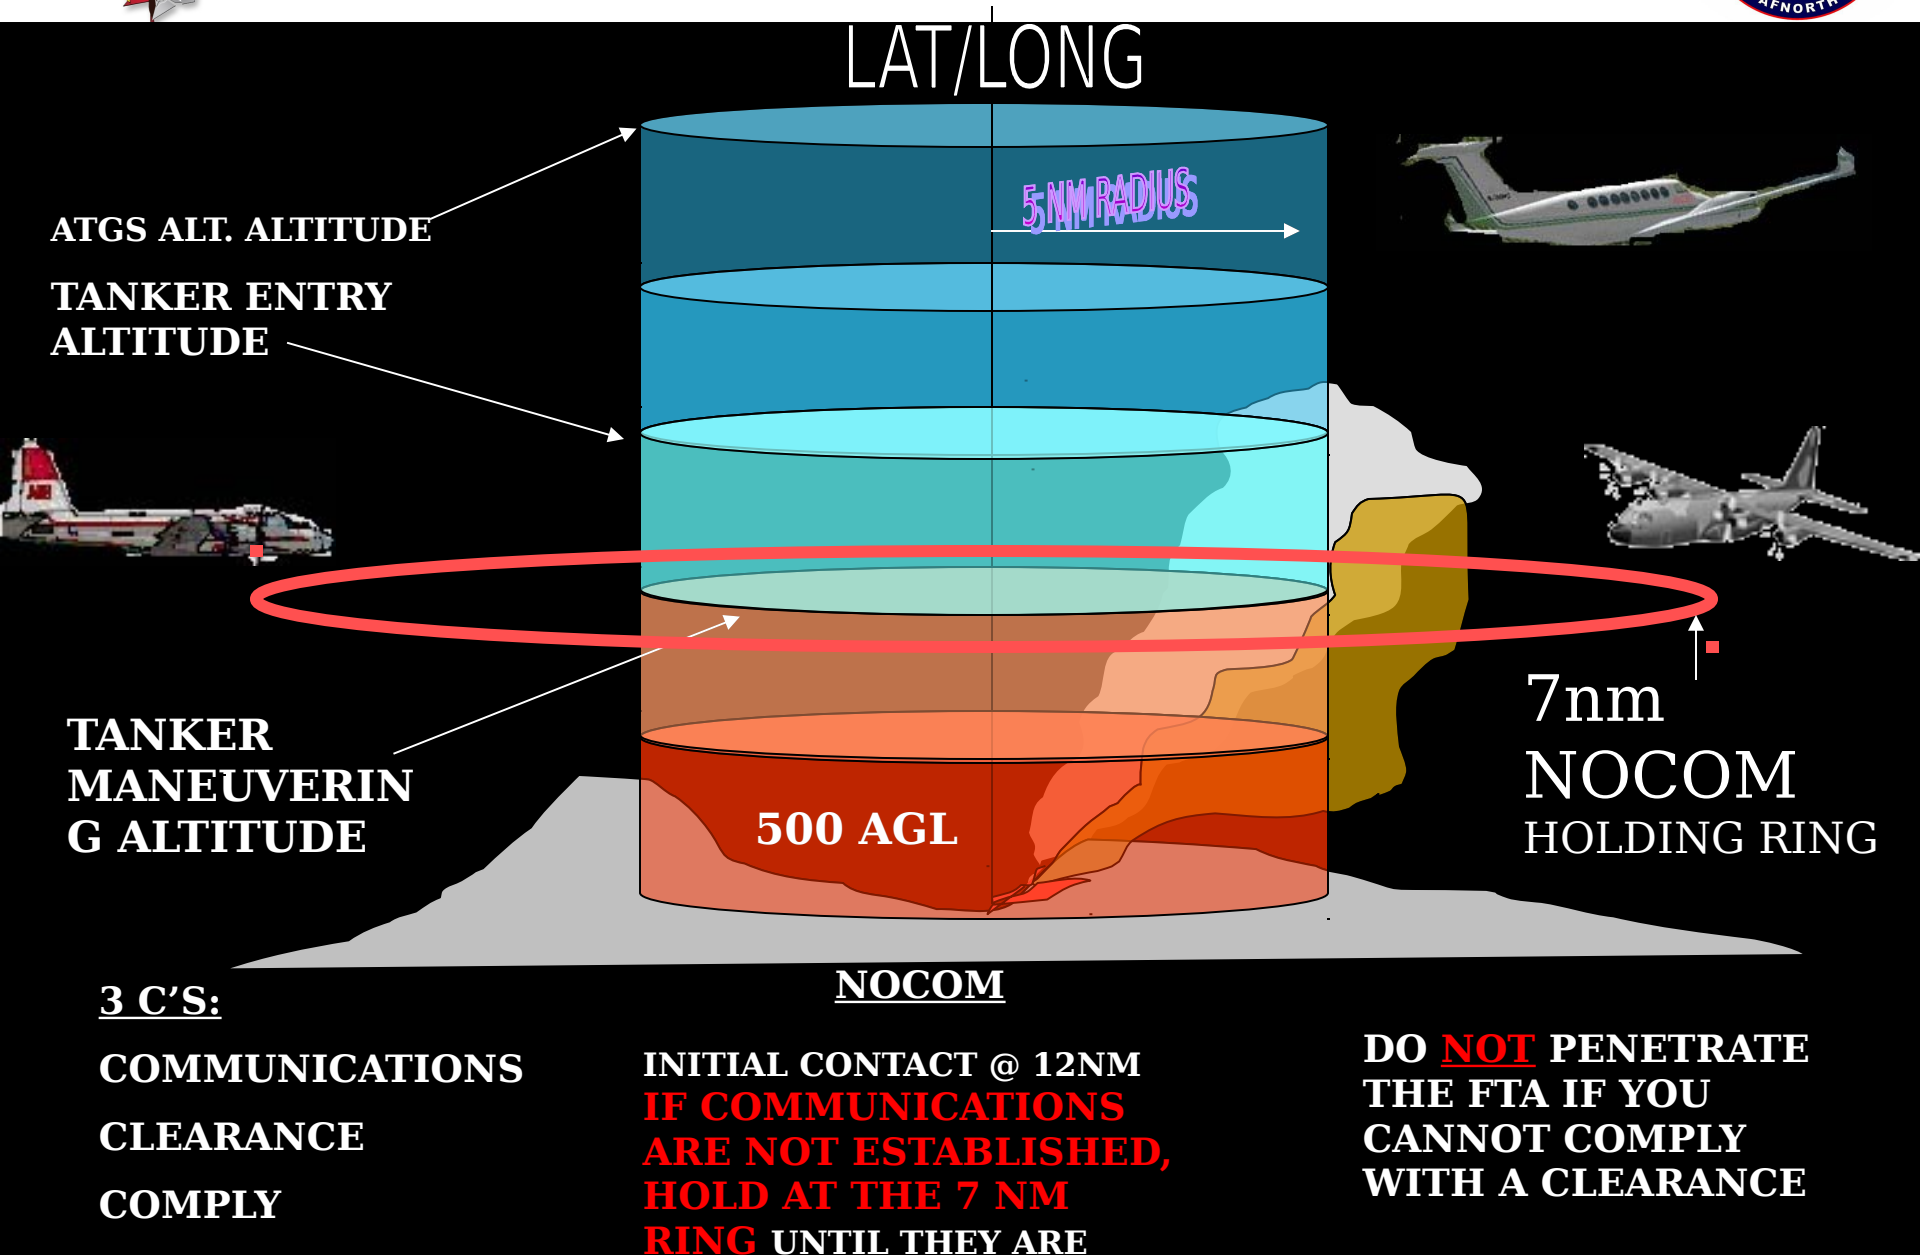 AFNORTH
LAT/LONG
5 NM RADIUS
ATGS ALT. ALTITUDE
TANKER ENTRY
ALTITUDE
TANKER
MANEUVERIN
G ALTITUDE
7nm
NOCOM
HOLDING RING
500 AGL
3 C’S:
COMMUNICATIONS
CLEARANCE
COMPLY
NOCOM
INITIAL CONTACT @ 12NM
IF COMMUNICATIONS
ARE NOT ESTABLISHED,
HOLD AT THE 7 NM
RING UNTIL THEY ARE
DO NOT PENETRATE
THE FTA IF YOU
CANNOT COMPLY
WITH A CLEARANCE